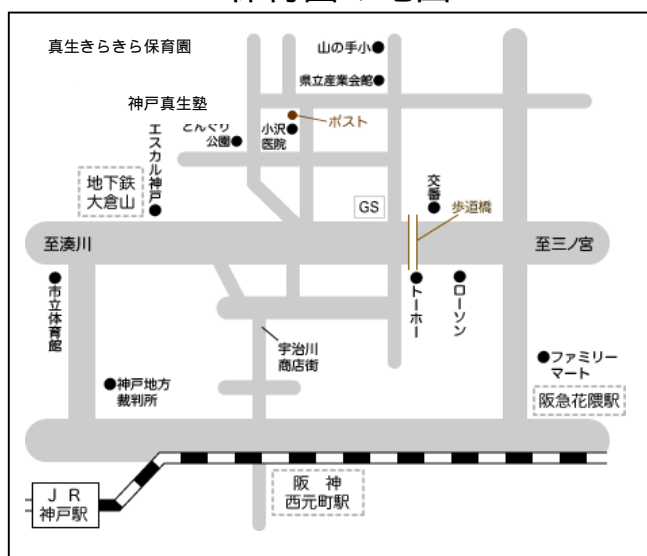 真生きらきら保育園
山の手小
県立産業会館
神戸真生塾
ポスト
どんぐり
公園
小沢
医院
エスカル神戸
地下鉄
大倉山
GS
交番
歩道橋
至湊川
至三ノ宮
市立体育館
トーホー
ローソン
宇治川
商店街
ファミリー
マート
神戸地方
裁判所
阪急花隈駅
阪 神
西元町駅
J R
神戸駅